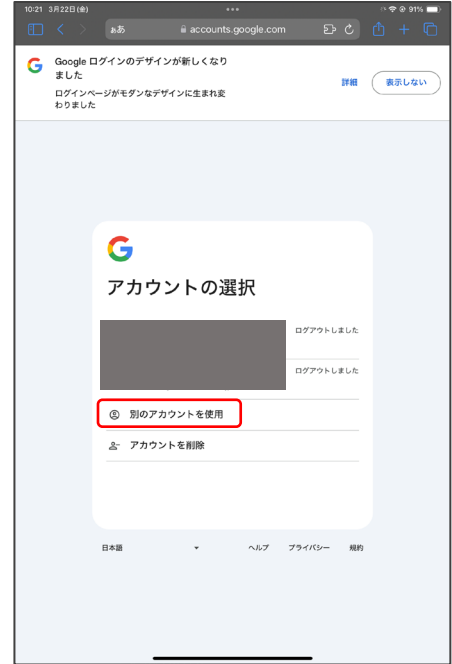 10:21 3月22日(金)
91%
ぁあ accounts.google.com
Google ログインのデザインが新しくなり
ました
ログインページがモダンなデザインに生まれ変
わりました
詳細 表示しない
アカウントの選択
ログアウトしました
ログアウトしました
別のアカウントを使用
アカウントを削除
日本語 ヘルプ プライバシー 規約